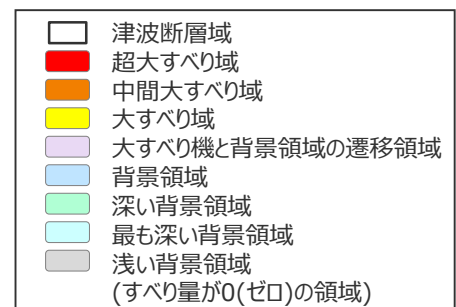 津波断層域
超大すべり域
中間大すべり域
大すべり域
大すべり機と背景領域の遷移領域
背景領域
深い背景領域
最も深い背景領域
浅い背景領域
(すべり量が0(ゼロ)の領域)